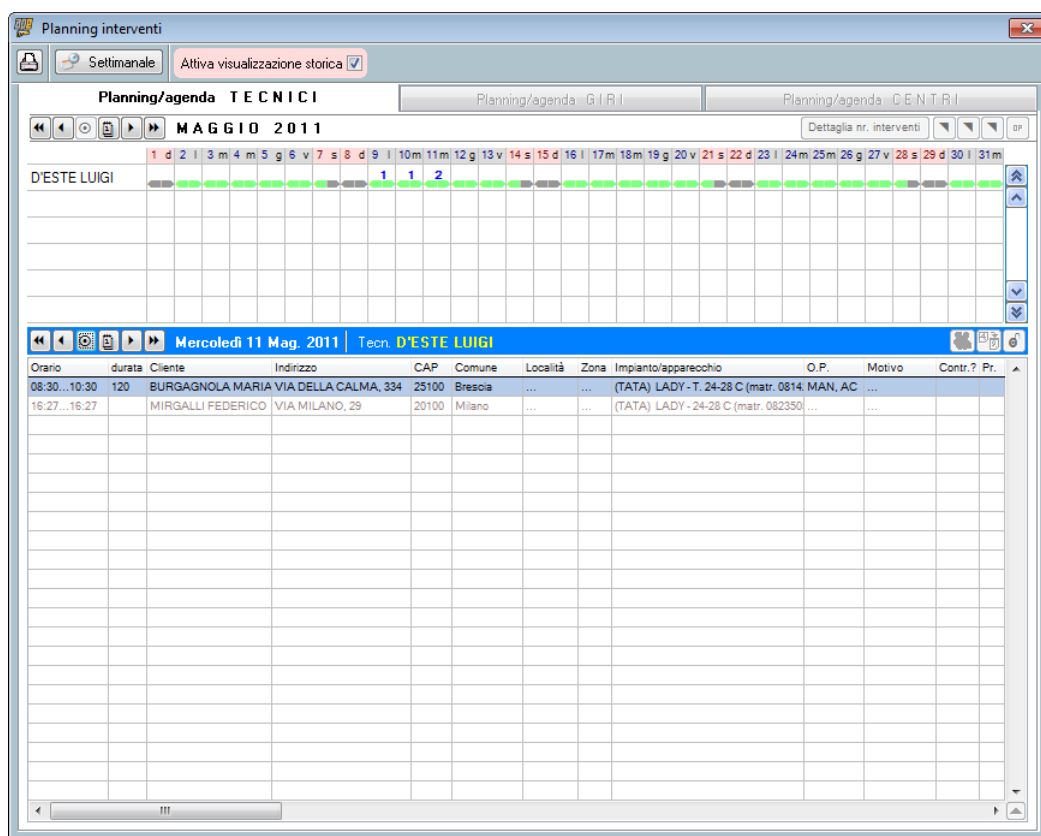 Planning interventi
Settimanale Attiva visualizzazione storica
Planning/agenda T E C N I C I Planning/agenda G I R I Planning/agenda C E N T R I
M A G G I O 2 0 1 1 Dettaglia nr. interventi OP
1 d 2 l 3 m 4 m 5 g 6 v 7 s 8 d 9 l 10 m 11 m 12 g 13 v 14 s 15 d 16 l 17 m 18 m 19 g 20 v 21 s 22 d 23 l 24 m 25 m 26 g 27 v 28 s 29 d 30 l 31 m
D'ESTE LUIGI 1 1 2
Mercoledì 11 Mag. 2011 Tecn. D'ESTE LUIGI
Orario durata Cliente Indirizzo CAP Comune Località Zona Impianto/apparecchio O.P. Motivo Contr.? Pr.
08:30...10:30 120 BURGAGNOLA MARIA VIA DELLA CALMA, 334 25100 Brescia ... ... (TATA) LADY - T. 24-28 C (matr. 0814: MAN, AC ...
16:27...16:27 MIRGALLI FEDERICO VIA MILANO, 29 20100 Milano ... ... (TATA) LADY - 24-28 C (matr. 082350: ... ...